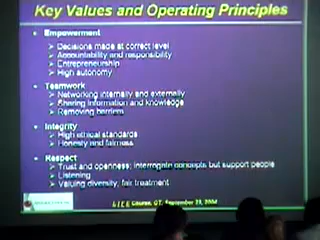 Key Values and Operating Principles
• Empowerment
➢ Decisions made at correct level
➢ Accountability and responsibility
➢ Entrepreneurship
➢ High autonomy
• Teamwork
➢ Networking internally and externally
➢ Sharing information and knowledge
➢ Removing barriers
• Integrity
➢ High ethical standards
➢ Honesty and fairness
• Respect
➢ Trust and openness; interrogate concepts but support people
➢ Listening
➢ Valuing diversity, fair treatment
Course, GT, September 29, 2004